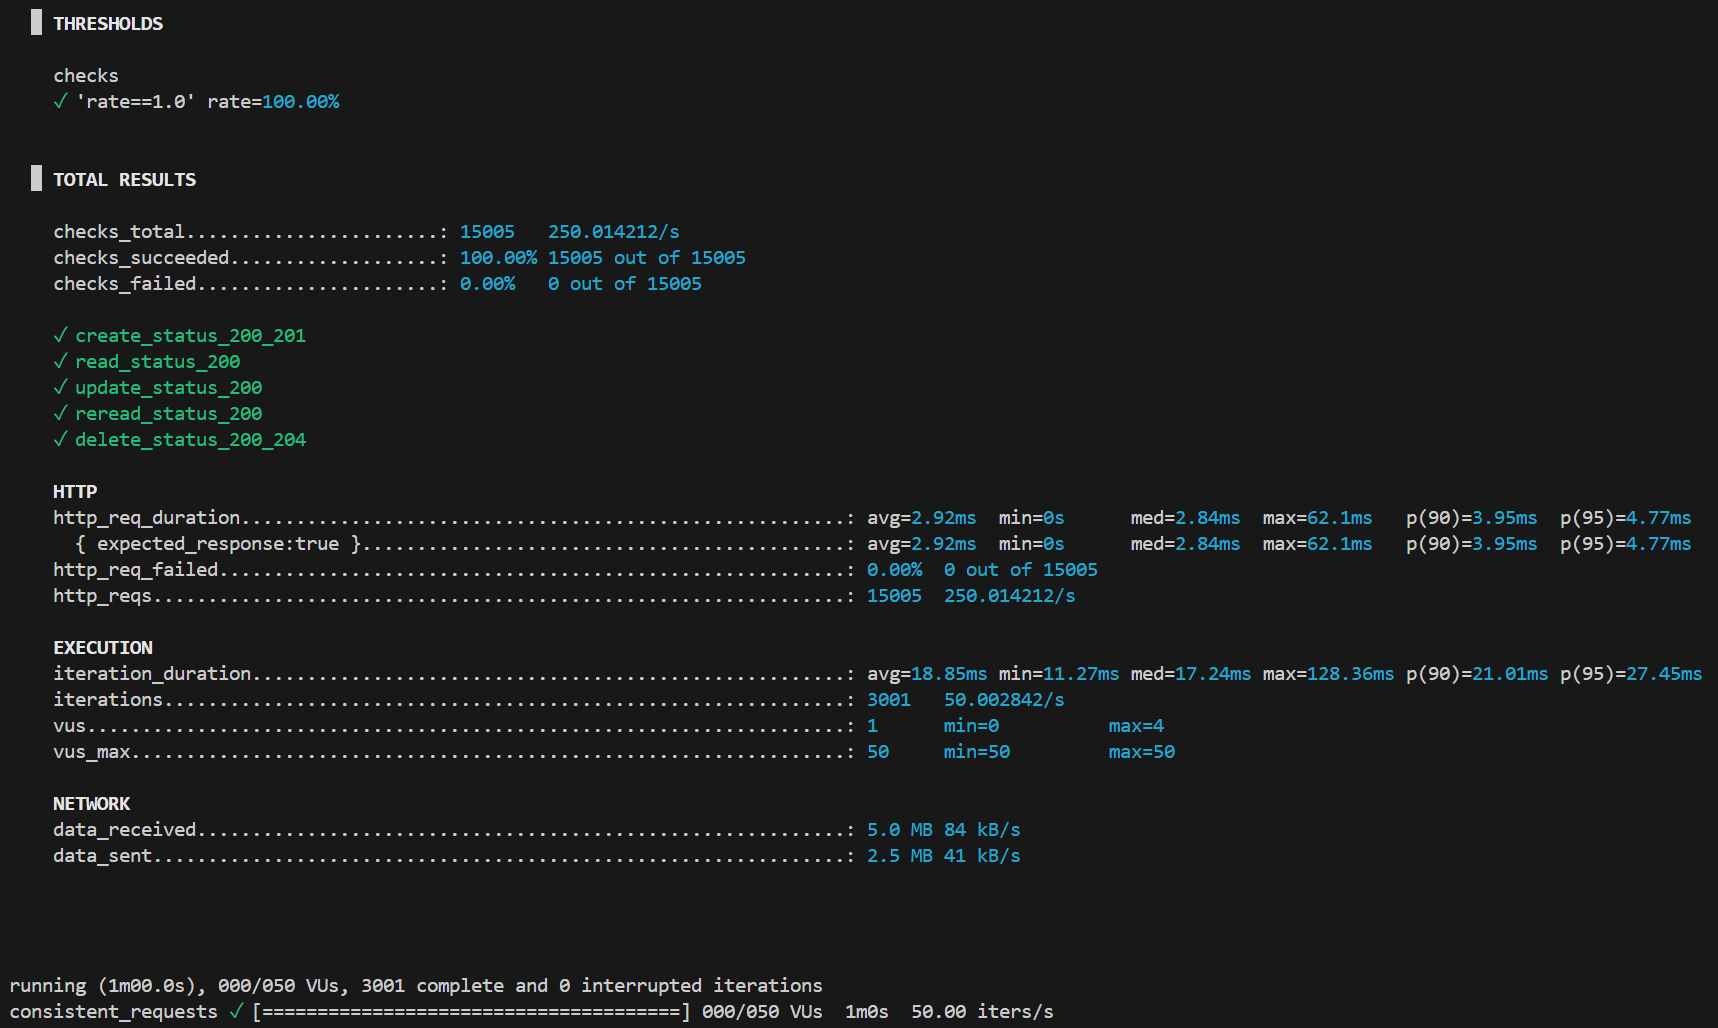 THRESHOLDS
checks
✓ 'rate==1.0' rate=100.00%
TOTAL RESULTS
checks_total.......................: 15005   250.014212/s
checks_succeeded...................: 100.00% 15005 out of 15005
checks_failed......................: 0.00%   0 out of 15005
✓ create_status_200_201
✓ read_status_200
✓ update_status_200
✓ reread_status_200
✓ delete_status_200_204
HTTP
http_req_duration.......................................................: avg=2.92ms  min=0s      med=2.84ms  max=62.1ms   p(90)=3.95ms  p(95)=4.77ms
{ expected_response:true }............................................: avg=2.92ms  min=0s      med=2.84ms  max=62.1ms   p(90)=3.95ms  p(95)=4.77ms
http_req_failed.........................................................: 0.00%  0 out of 15005
http_reqs...............................................................: 15005  250.014212/s
EXECUTION
iteration_duration......................................................: avg=18.85ms min=11.27ms med=17.24ms max=128.36ms p(90)=21.01ms p(95)=27.45ms
iterations..............................................................: 3001   50.002842/s
vus.....................................................................: 1      min=0          max=4
vus_max.................................................................: 50     min=50         max=50
NETWORK
data_received...........................................................: 5.0 MB 84 kB/s
data_sent...............................................................: 2.5 MB 41 kB/s
running (1m00.0s), 000/050 VUs, 3001 complete and 0 interrupted iterations
consistent_requests ✓ [======================================] 000/050 VUs  1m0s  50.00 iters/s